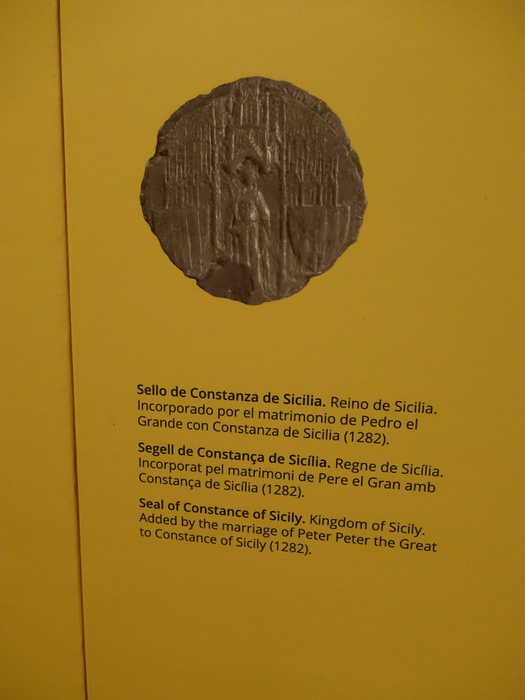 Sello de Constanza de Sicilia. Reino de Sicilia.
Incorporado por el matrimonio de Pedro el
Grande con Constanza de Sicilia (1282).
Segell de Constança de Sicília. Regne de Sicília.
Incorporat pel matrimoni de Pere el Gran amb
Constança de Sicília (1282).
Seal of Constance of Sicily. Kingdom of Sicily.
Added by the marriage of Peter Peter the Great
to Constance of Sicily (1282).